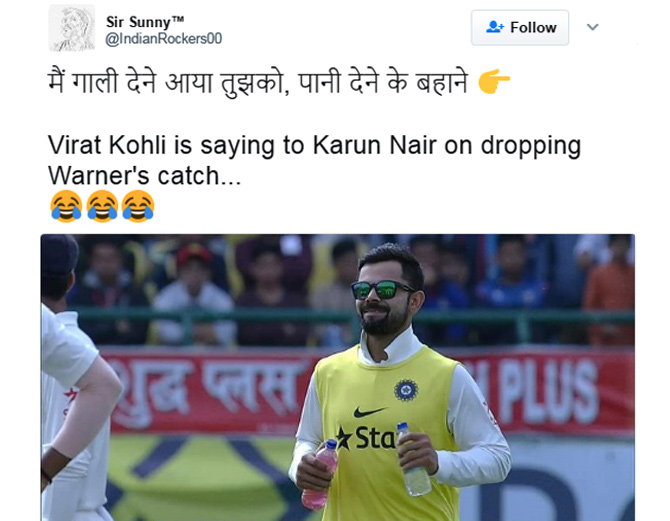 Sir Sunny™
@IndianRockers00
Follow
मैं गाली देने आया तुझको, पानी देने के बहाने 👉
Virat Kohli is saying to Karun Nair on dropping
Warner's catch...
😂😂😂
शुद्ध प्लस
PLUS
Sta